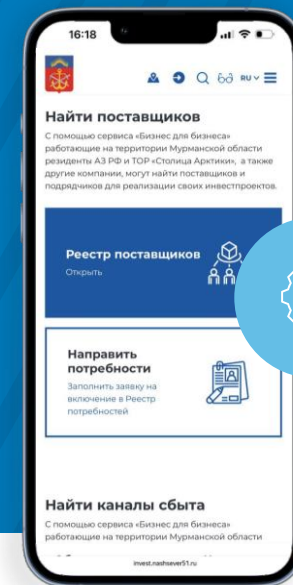 16:18
RU
Найти поставщиков
С помощью сервиса «Бизнес для бизнеса»
работающие на территории Мурманской области
резиденты АЗ РФ и ТОР «Столица Арктики», а также
другие компании, могут найти поставщиков и
подрядчиков для реализации своих инвестпроектов.
Реестр поставщиков
Открыть
Направить
потребности
Заполнить заявку на
включение в Реестр
потребностей
Найти каналы сбыта
С помощью сервиса «Бизнес для бизнеса»
работающие на территории Мурманской области
invest.nashsever51.ru